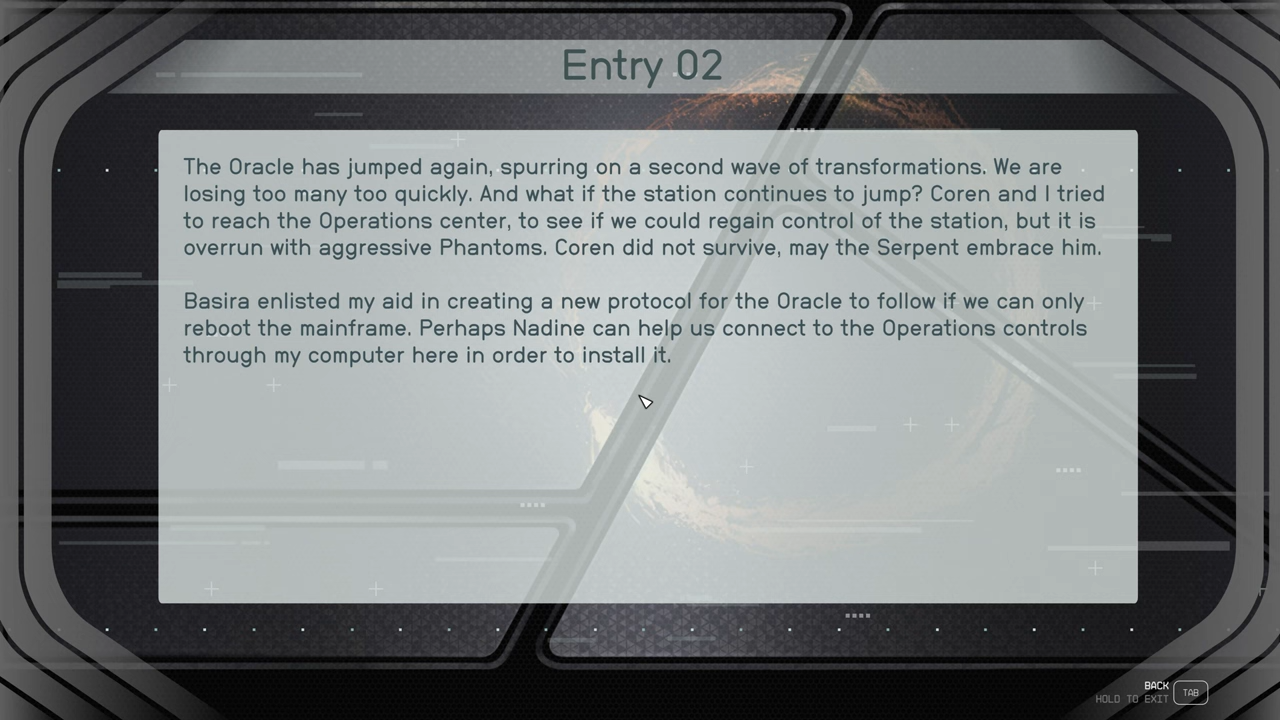 Entry 02
The Oracle has jumped again, spurring on a second wave of transformations. We are
losing too many too quickly. And what if the station continues to jump? Coren and I tried
to reach the Operations center, to see if we could regain control of the station, but it is
overrun with aggressive Phantoms. Coren did not survive, may the Serpent embrace him.
Basira enlisted my aid in creating a new protocol for the Oracle to follow if we can only
reboot the mainframe. Perhaps Nadine can help us connect to the Operations controls
through my computer here in order to install it.
BACK
HOLD TO EXIT
TAB